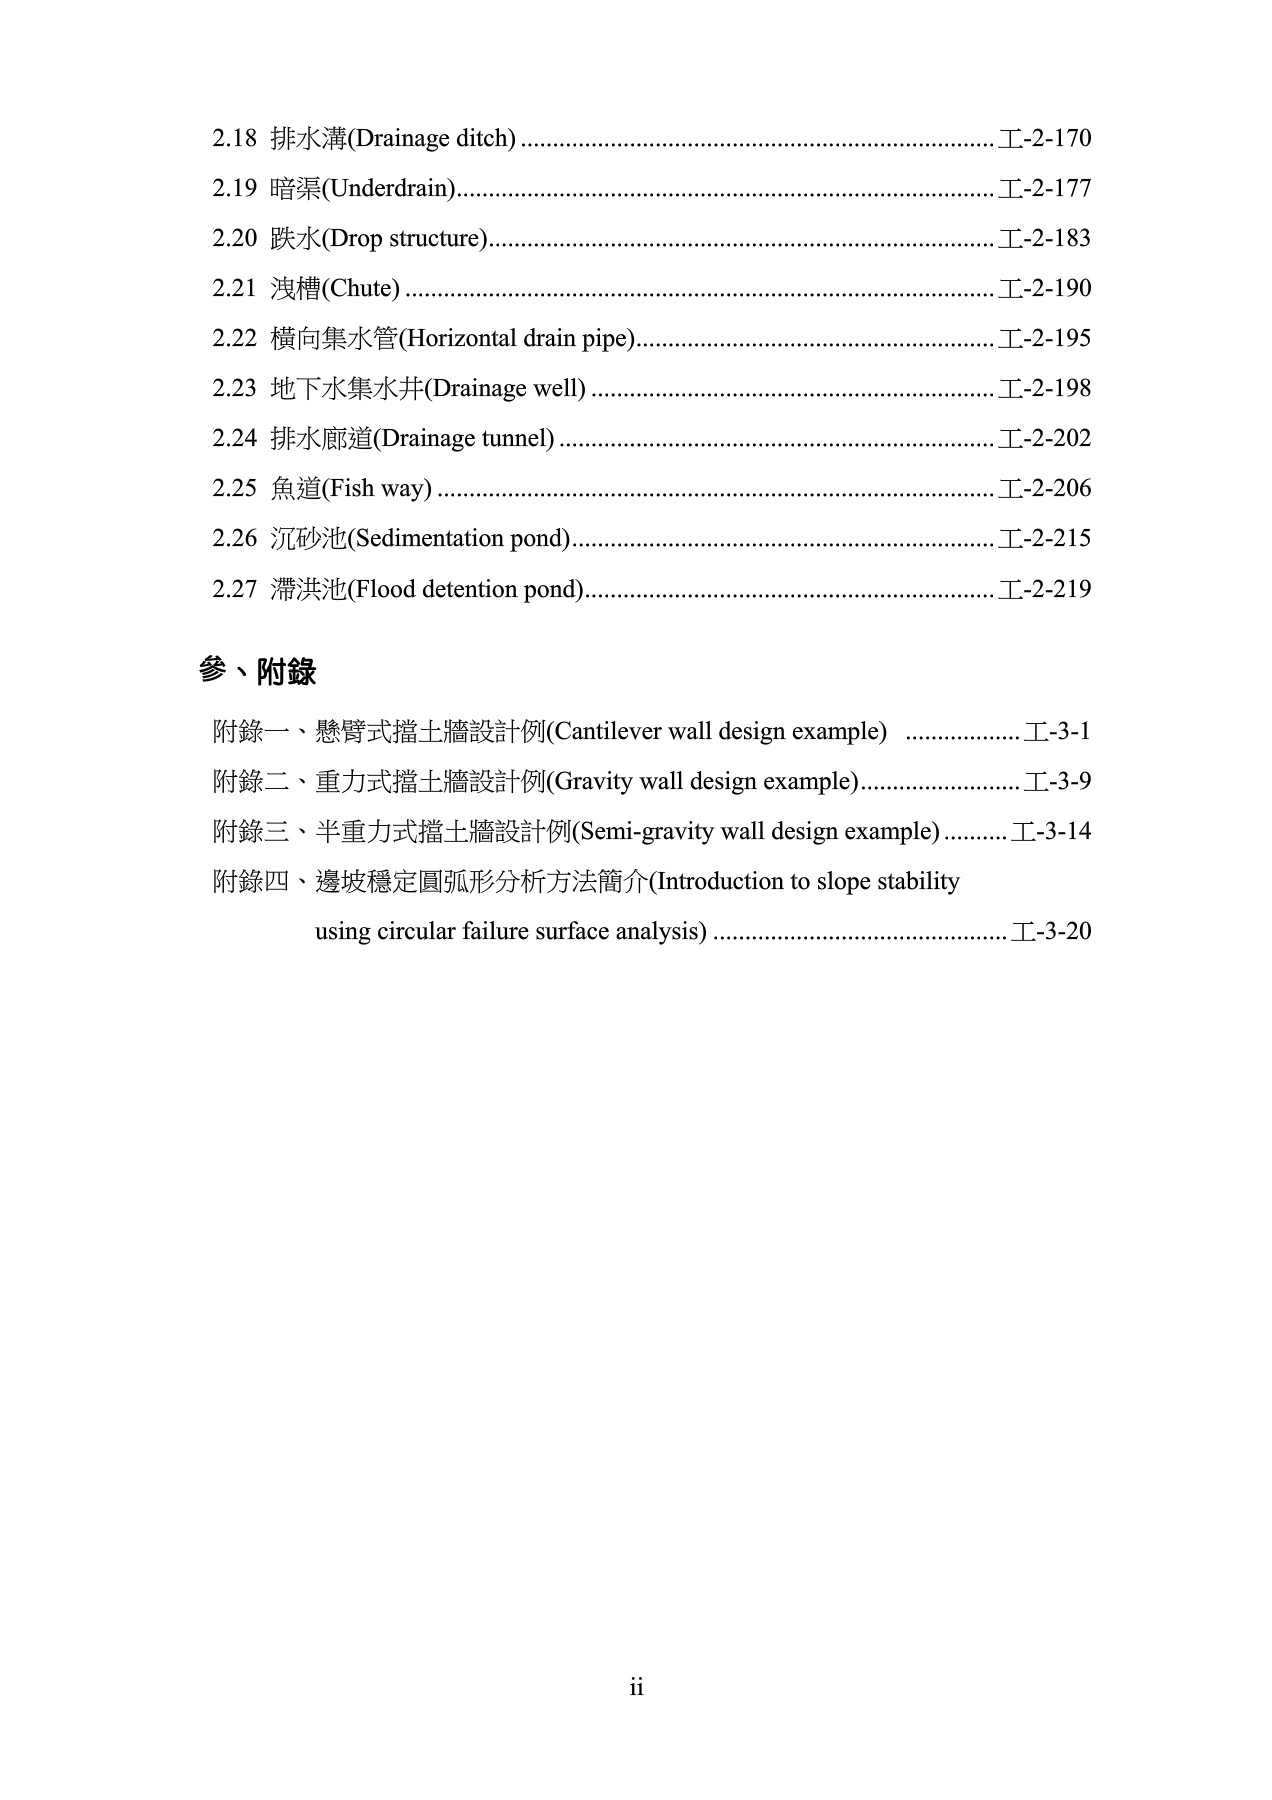 2.18 排水溝(Drainage ditch) ........................................................................... 工-2-170
2.19 暗渠(Underdrain)..................................................................................... 工-2-177
2.20 跌水(Drop structure)................................................................................ 工-2-183
2.21 洩槽(Chute) ............................................................................................. 工-2-190
2.22 橫向集水管(Horizontal drain pipe)........................................................ 工-2-195
2.23 地下水集水井(Drainage well) ................................................................ 工-2-198
2.24 排水廊道(Drainage tunnel) ..................................................................... 工-2-202
2.25 魚道(Fish way) ........................................................................................ 工-2-206
2.26 沉砂池(Sedimentation pond)................................................................... 工-2-215
2.27 滯洪池(Flood detention pond)................................................................. 工-2-219
參、附錄
附錄一、懸臂式擋土牆設計例(Cantilever wall design example) .................. 工-3-1
附錄二、重力式擋土牆設計例(Gravity wall design example)......................... 工-3-9
附錄三、半重力式擋土牆設計例(Semi-gravity wall design example) .......... 工-3-14
附錄四、邊坡穩定圓弧形分析方法簡介(Introduction to slope stability
using circular failure surface analysis) .............................................. 工-3-20
ii